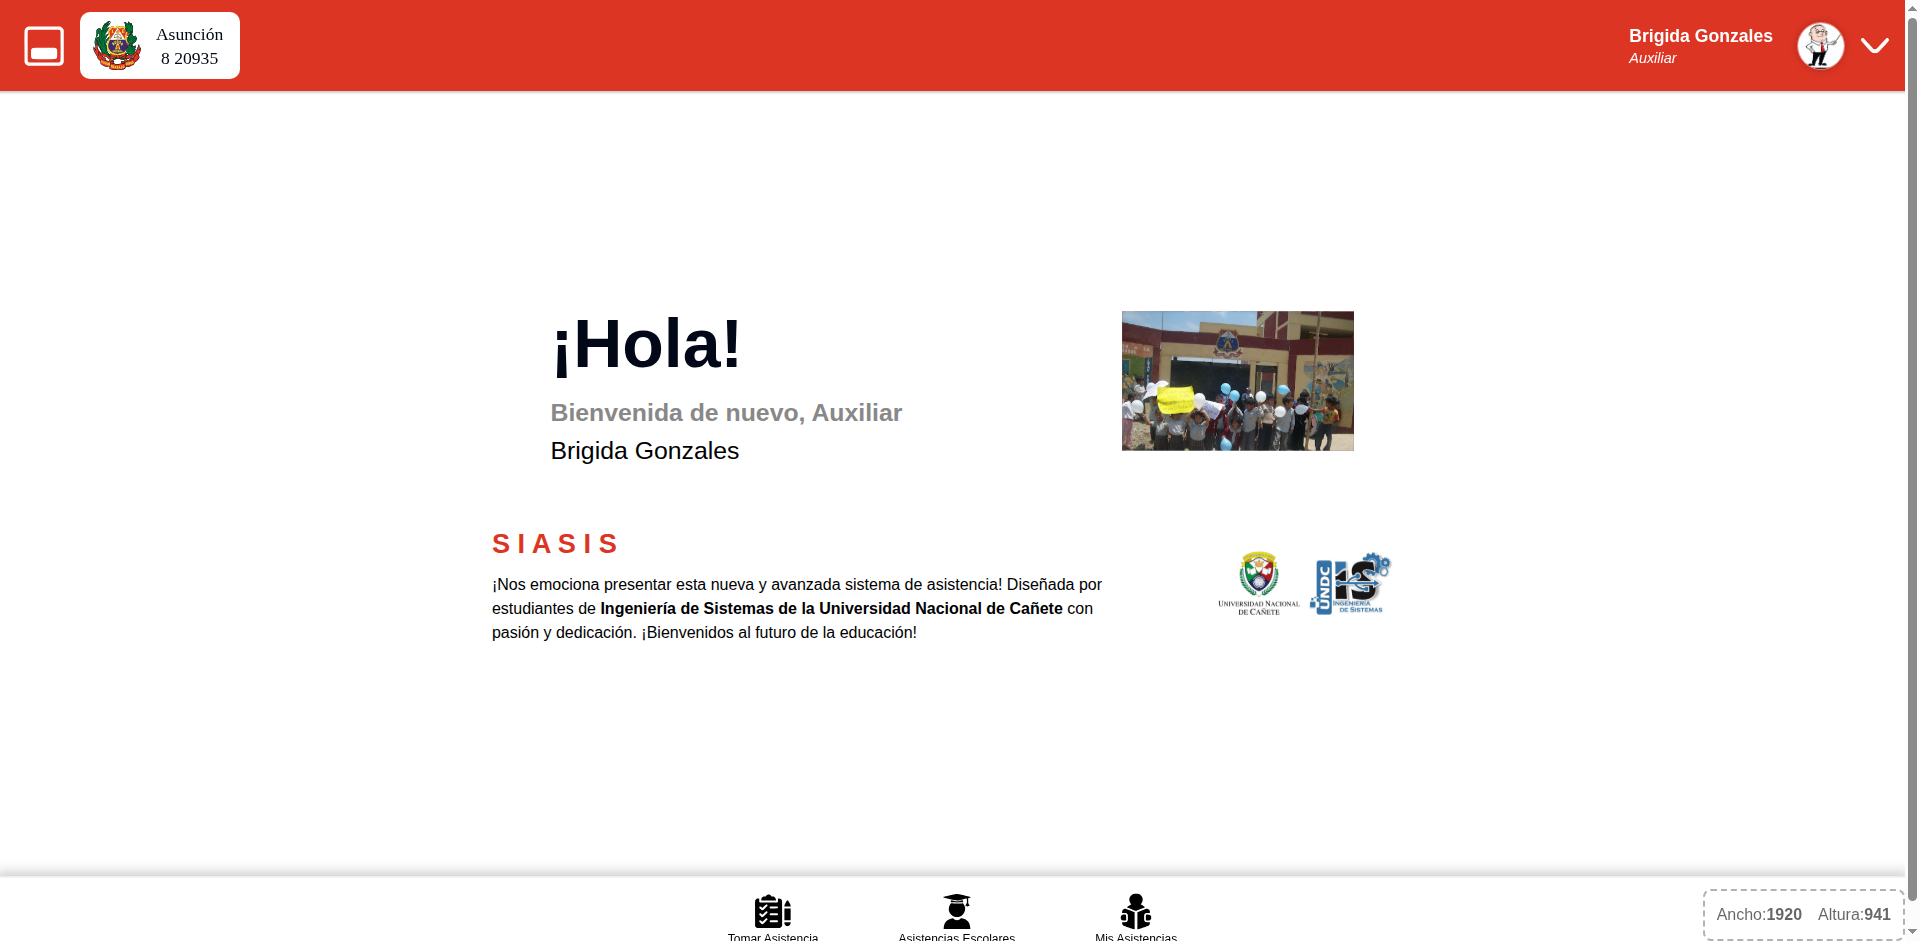 Asunción
8 20935
Brigida Gonzales
Auxiliar
¡Hola!
Bienvenida de nuevo, Auxiliar
Brigida Gonzales
SIASIS
¡Nos emociona presentar esta nueva y avanzada sistema de asistencia! Diseñada por
estudiantes de Ingeniería de Sistemas de la Universidad Nacional de Cañete con
pasión y dedicación. ¡Bienvenidos al futuro de la educación!
UNIVERSIDAD NACIONAL
DE CAÑETE
UNDC
IS
INGENIERÍA
DE SISTEMAS
Tomar Asistencia
Asistencias Escolares
Mis Asistencias
Ancho:1920 Altura:941